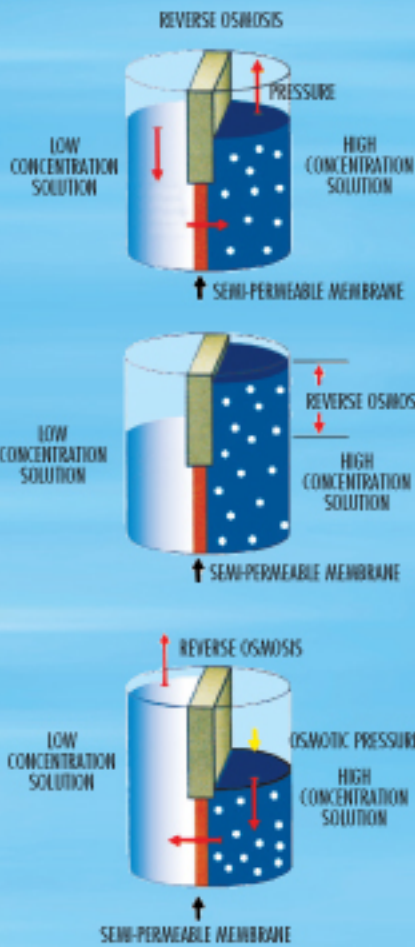 REVERSE OSMOSIS
PRESSURE
LOW
CONCENTRATION
SOLUTION
HIGH
CONCENTRATION
SOLUTION
SEMI-PERMEABLE MEMBRANE
REVERSE OSMOS
LOW
CONCENTRATION
SOLUTION
HIGH
CONCENTRATION
SOLUTION
SEMI-PERMEABLE MEMBRANE
REVERSE OSMOSIS
LOW
CONCENTRATION
SOLUTION
OSMOTIC PRESSURE
HIGH
CONCENTRATION
SOLUTION
SEMI-PERMEABLE MEMBRANE